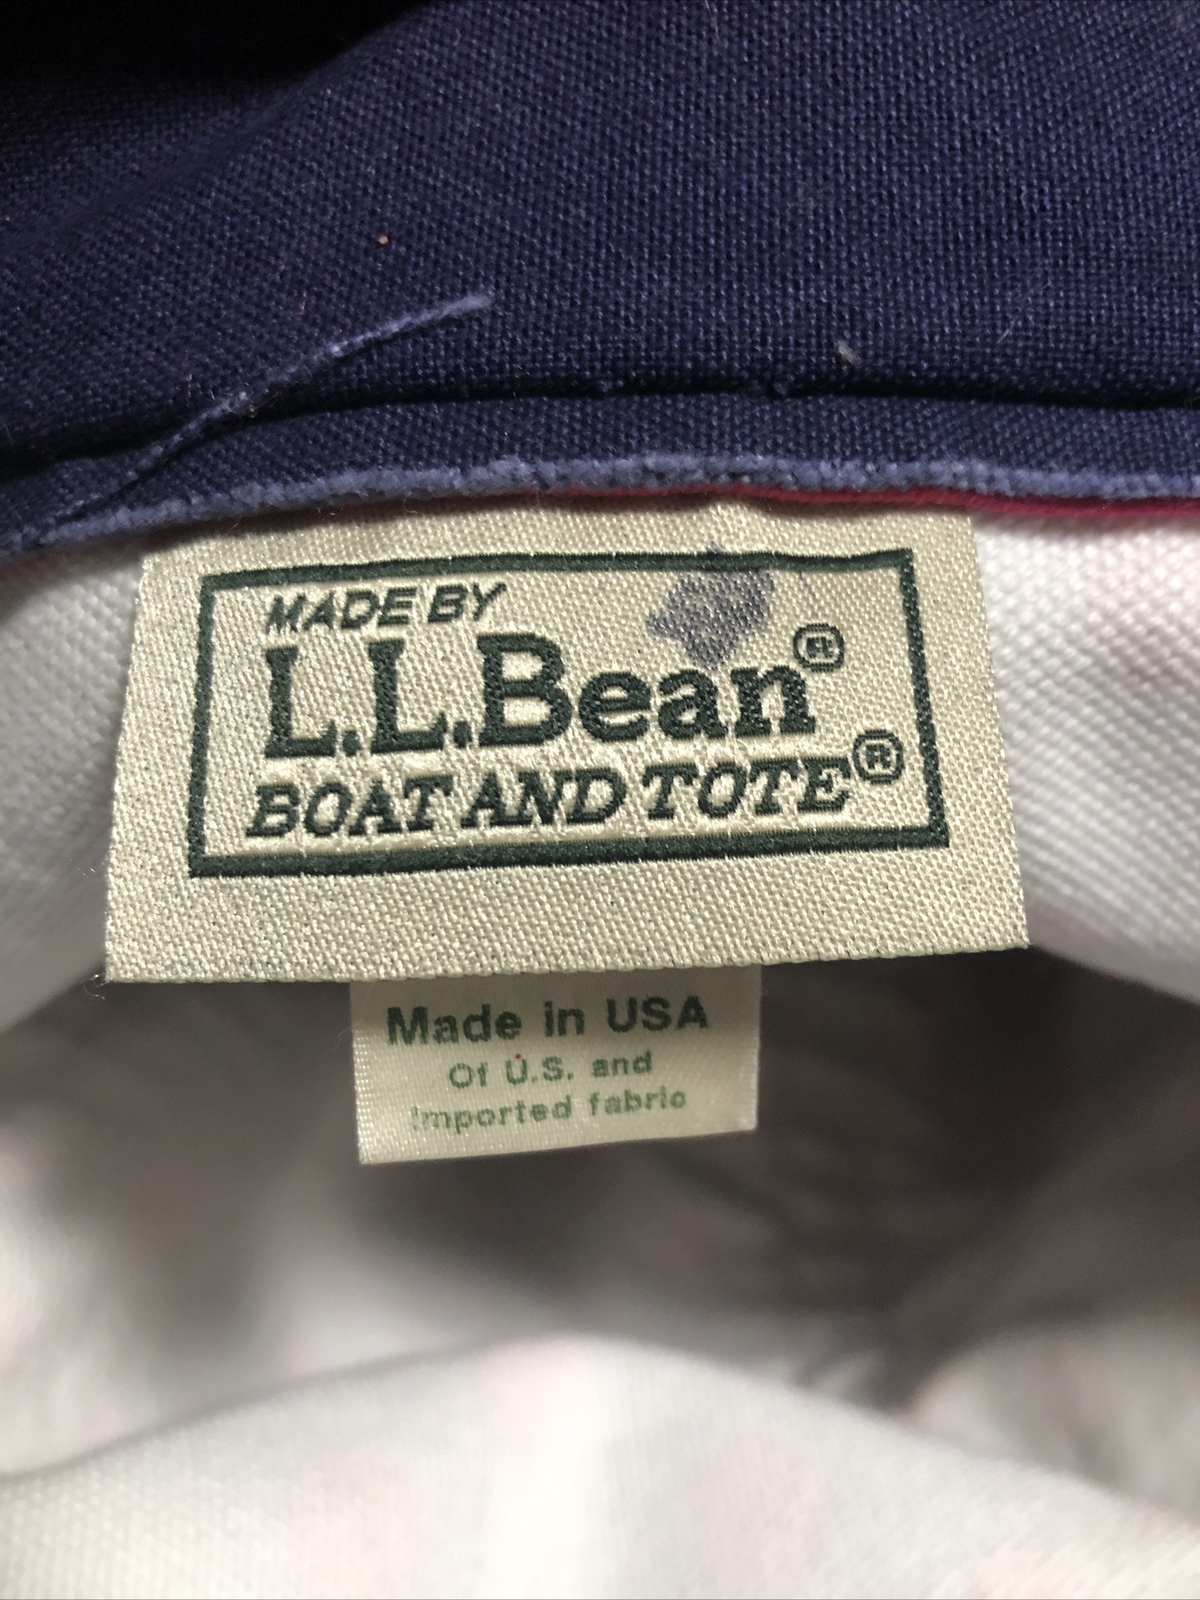 MADE BY
L.L.Bean®
BOAT AND TOTE®
Made in USA
Of U.S. and
Imported fabric